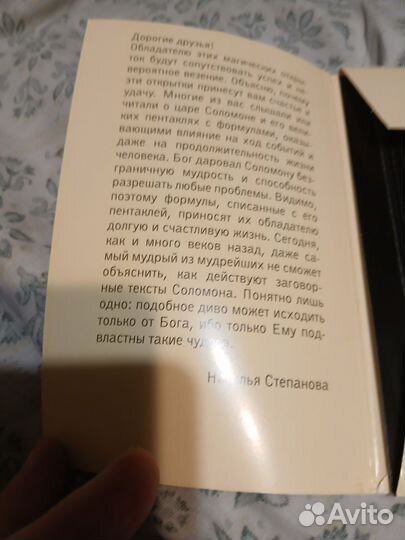 Дорогие друзья!
Обладателю этих магических откры-
ток будут сопутствовать успех и не-
вероятное везение. Объясню, почему
эти открытки принесут вам счастье и
удачу. Многие из вас слышали или
читали о царе Соломоне и его вели-
ких пентаклях с формулами, оказы-
вающими влияние на ход событий и
даже на продолжительность жизни
человека. Бог даровал Соломону без-
граничную мудрость и способность
разрешать любые проблемы. Видимо,
поэтому формулы, списанные с его
пентаклей, приносят их обладателю
долгую и счастливую жизнь. Сегодня,
как и много веков назад, даже са-
мый мудрый из мудрейших не сможет
объяснить, как действуют заговор-
ные тексты Соломона. Понятно лишь
одно: подобное диво может исходить
только от Бога, ибо только Ему под-
властны такие чудеса.
Наталья Степанова
Avito